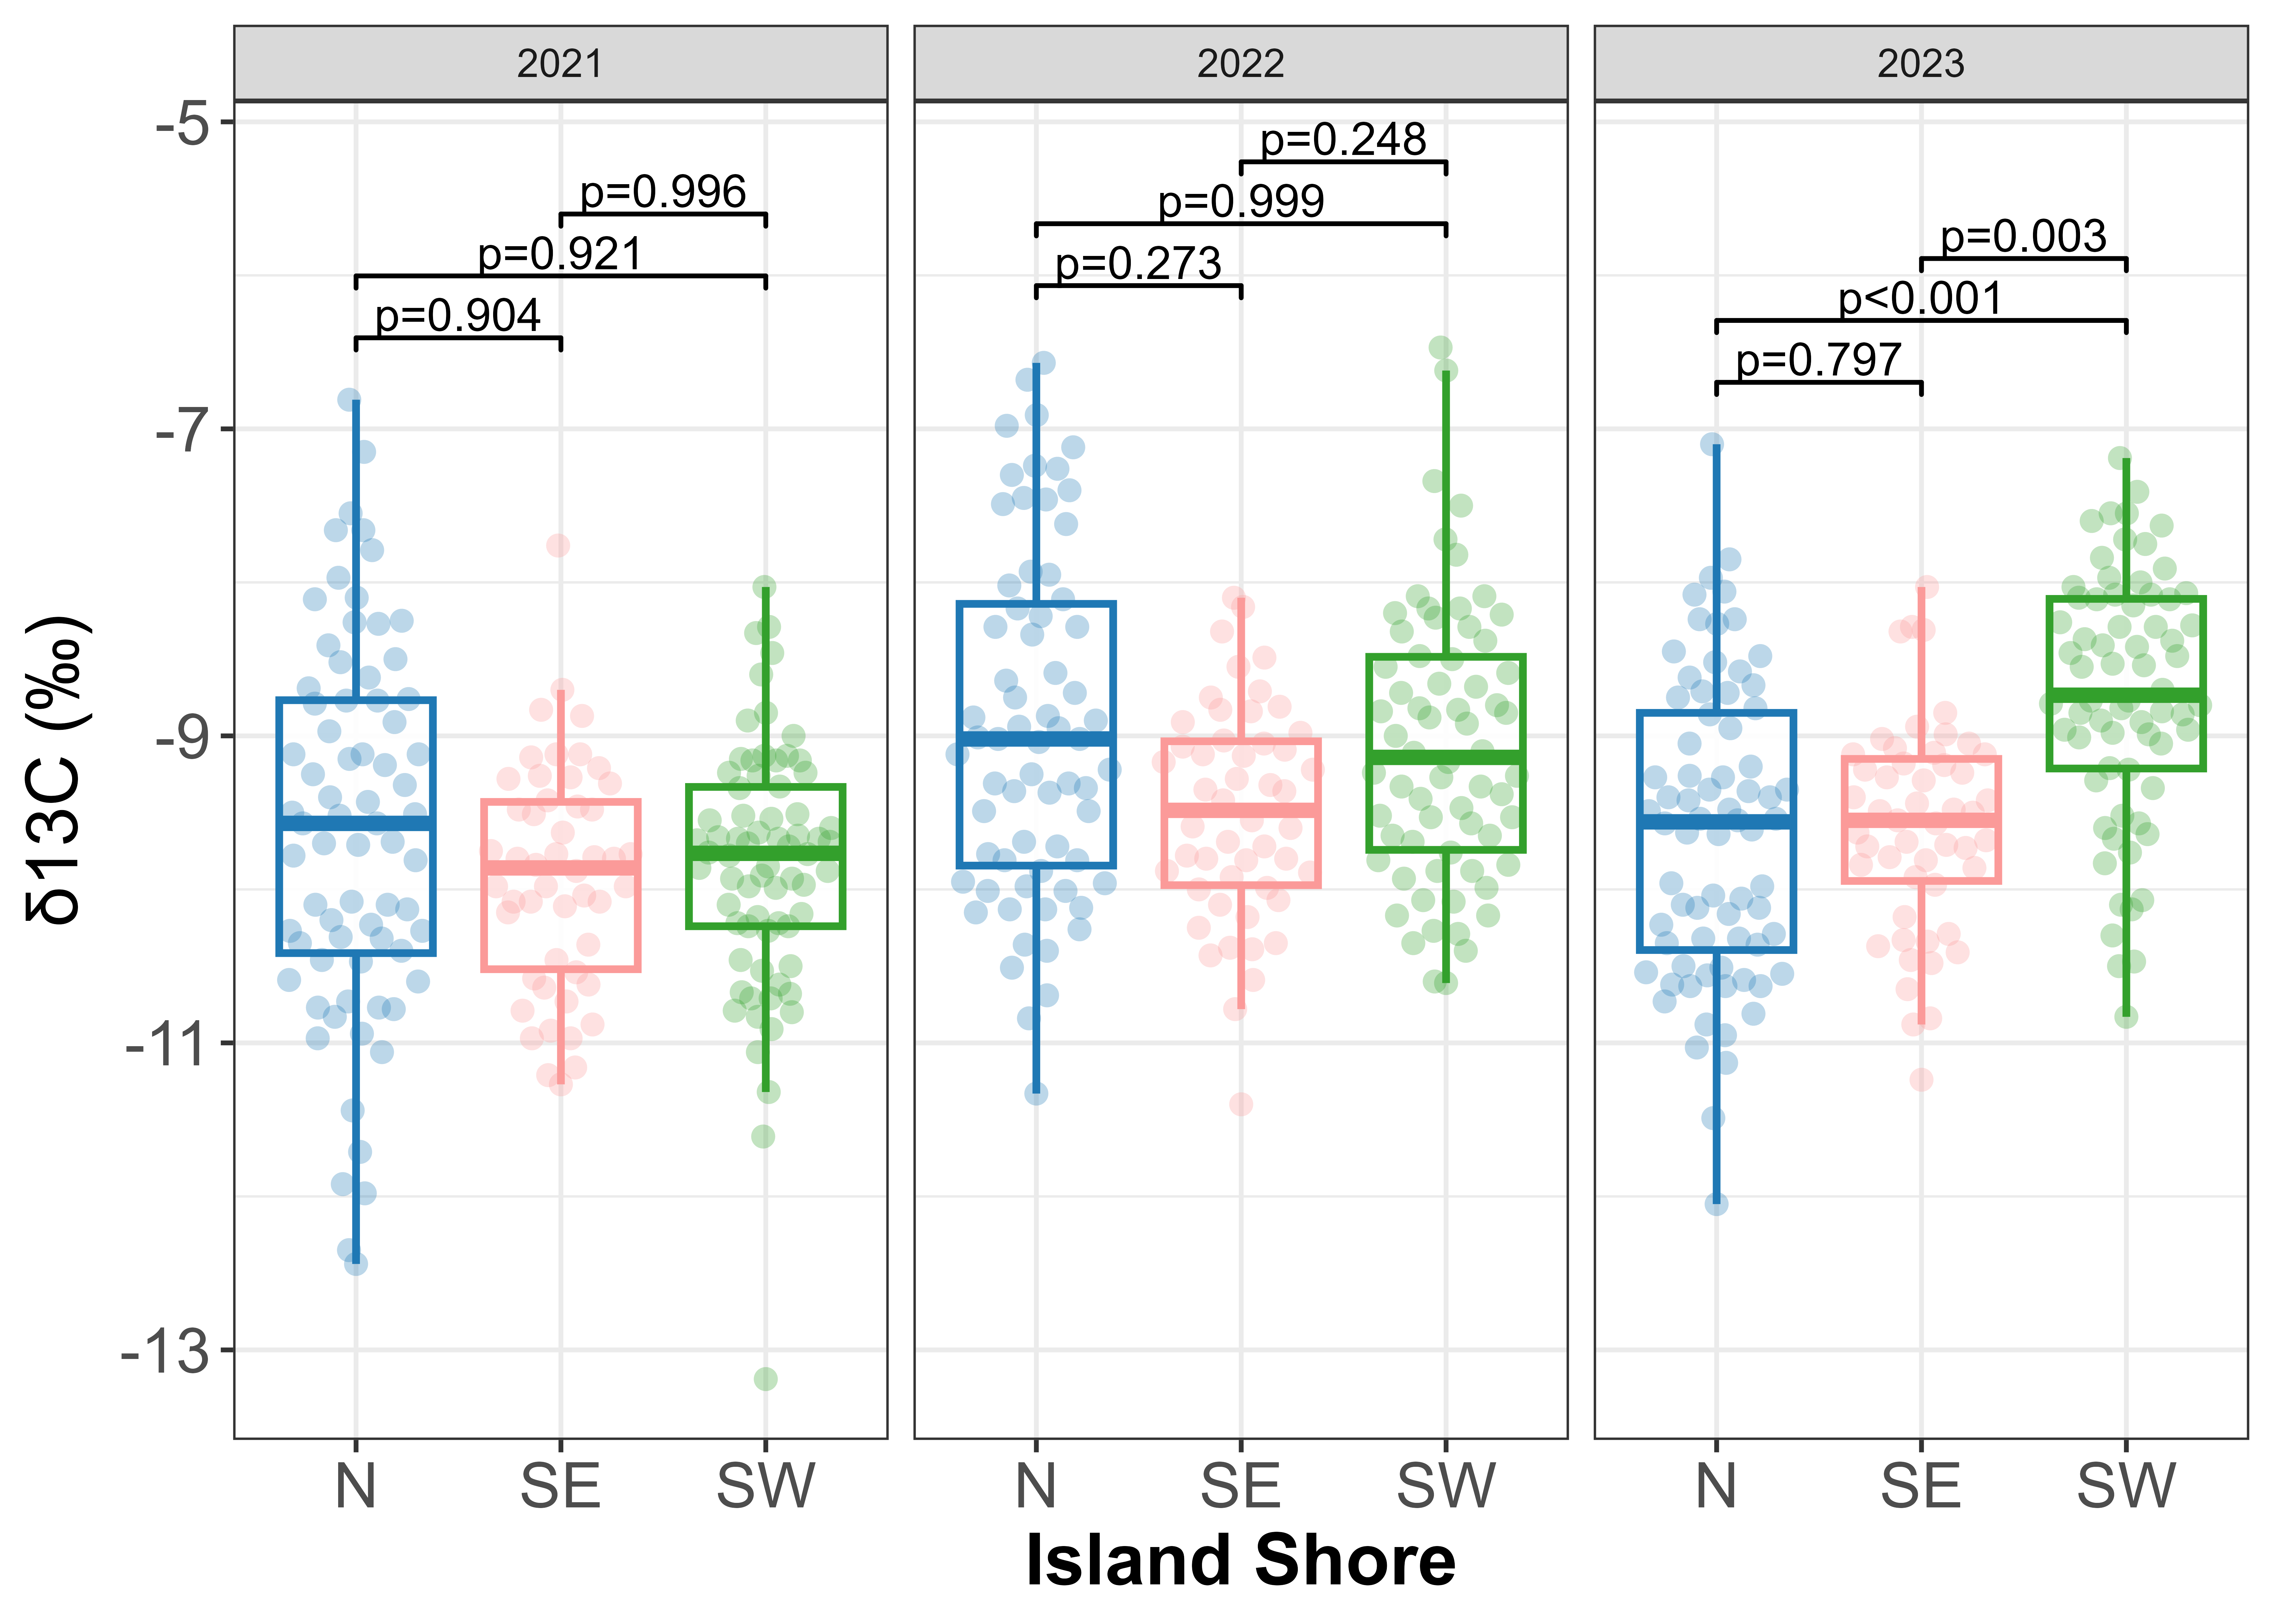 2021
2022
2023
δ13C (‰)
-5
-7
-9
-11
-13
p=0.996
p=0.921
p=0.904
p=0.248
p=0.999
p=0.273
p=0.003
p<0.001
p=0.797
N SE SW
N SE SW
N SE SW
Island Shore